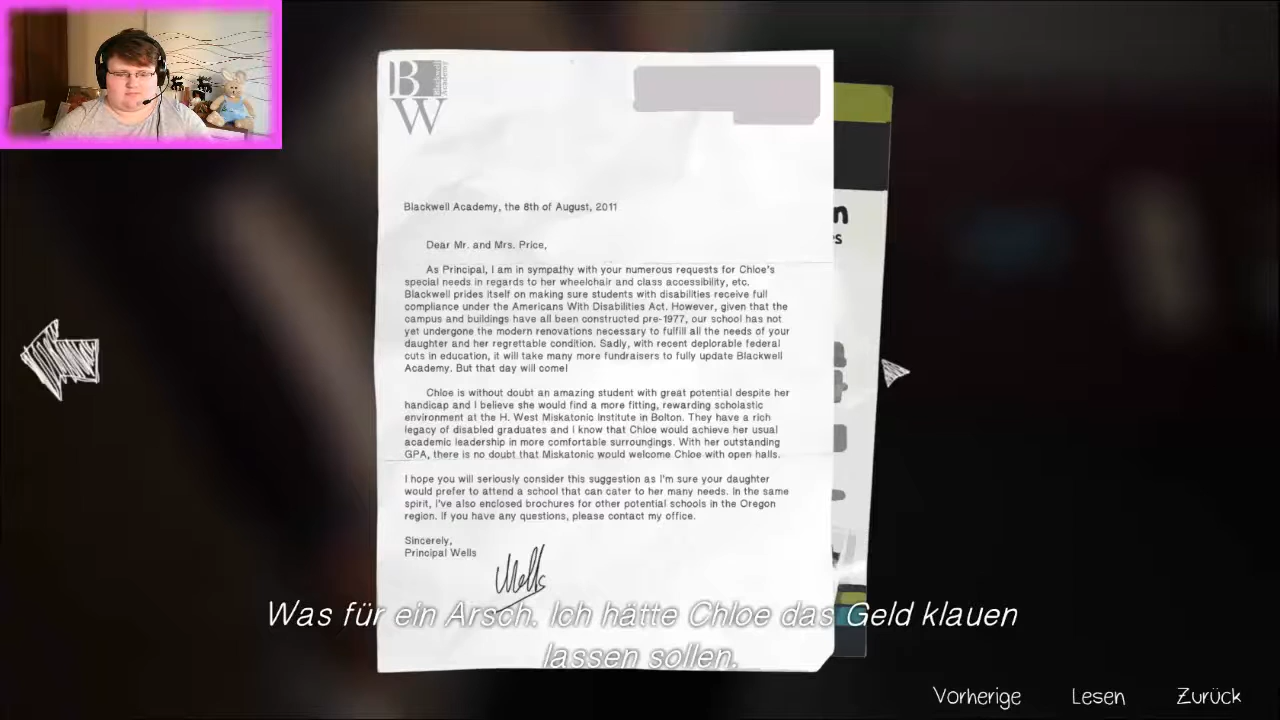 B
W
Blackwell
Academy
Blackwell Academy, the 8th of August, 2011
Dear Mr. and Mrs. Price,
As Principal, I am in sympathy with your numerous requests for Chloe's
special needs in regards to her wheelchair and class accessibility, etc.
Blackwell prides itself on making sure students with disabilities receive full
compliance under the Americans With Disabilities Act. However, given that the
campus and buildings have all been constructed pre-1977, our school has not
yet undergone the modern renovations necessary to fulfill all the needs of your
daughter and her regrettable condition. Sadly, with recent deplorable federal
cuts in education, it will take many more fundraisers to fully update Blackwell
Academy. But that day will come!
Chloe is without doubt an amazing student with great potential despite her
handicap and I believe she would find a more fitting, rewarding scholastic
environment at the H. West Miskatonic Institute in Bolton. They have a rich
legacy of disabled graduates and I know that Chloe would achieve her usual
academic leadership in more comfortable surroundings. With her outstanding
GPA, there is no doubt that Miskatonic would welcome Chloe with open halls.
I hope you will seriously consider this suggestion as I'm sure your daughter
would prefer to attend a school that can cater to her many needs. In the same
spirit, i've also enclosed brochures for other potential schools in the Oregon
region. If you have any questions, please contact my office.
Sincerely,
Principal Wells
Wells
n
s
Was für ein Arsch. Ich hätte Chloe das Geld klauen
lassen sollen.
Vorherige Lesen Zurück